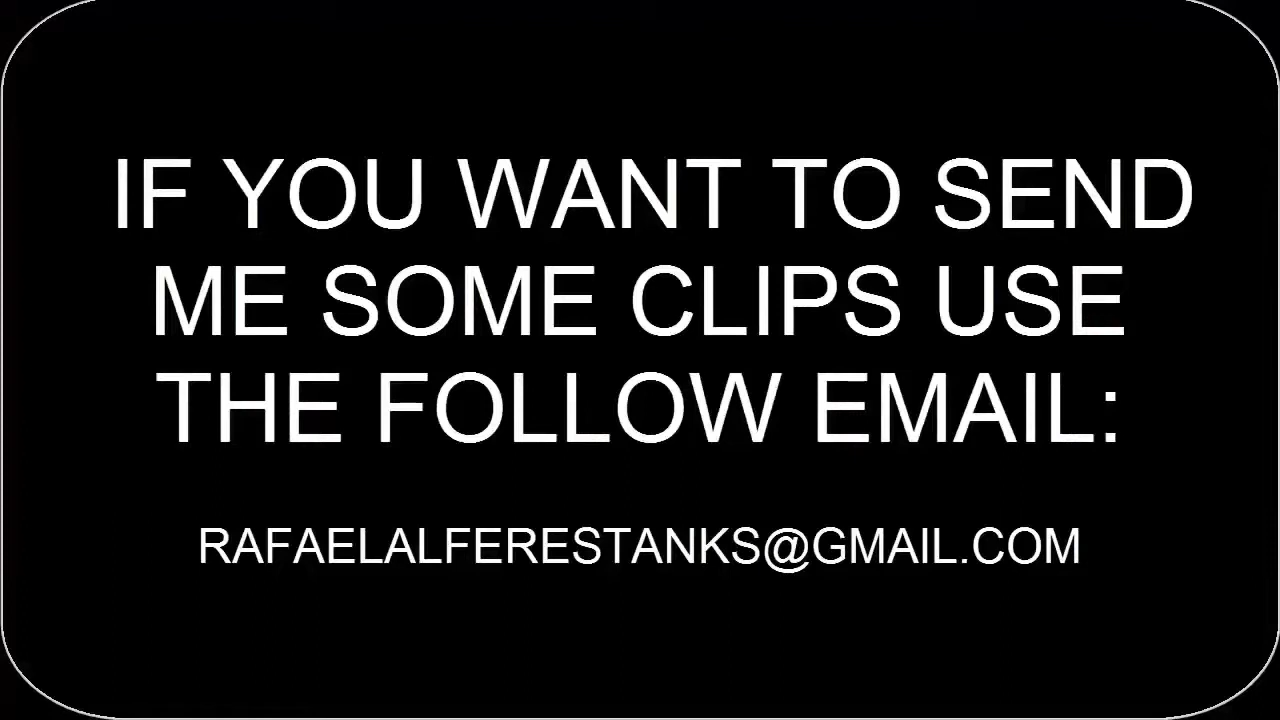 IF YOU WANT TO SEND
ME SOME CLIPS USE
THE FOLLOW EMAIL:
RAFAELALFERESTANKS@GMAIL.COM